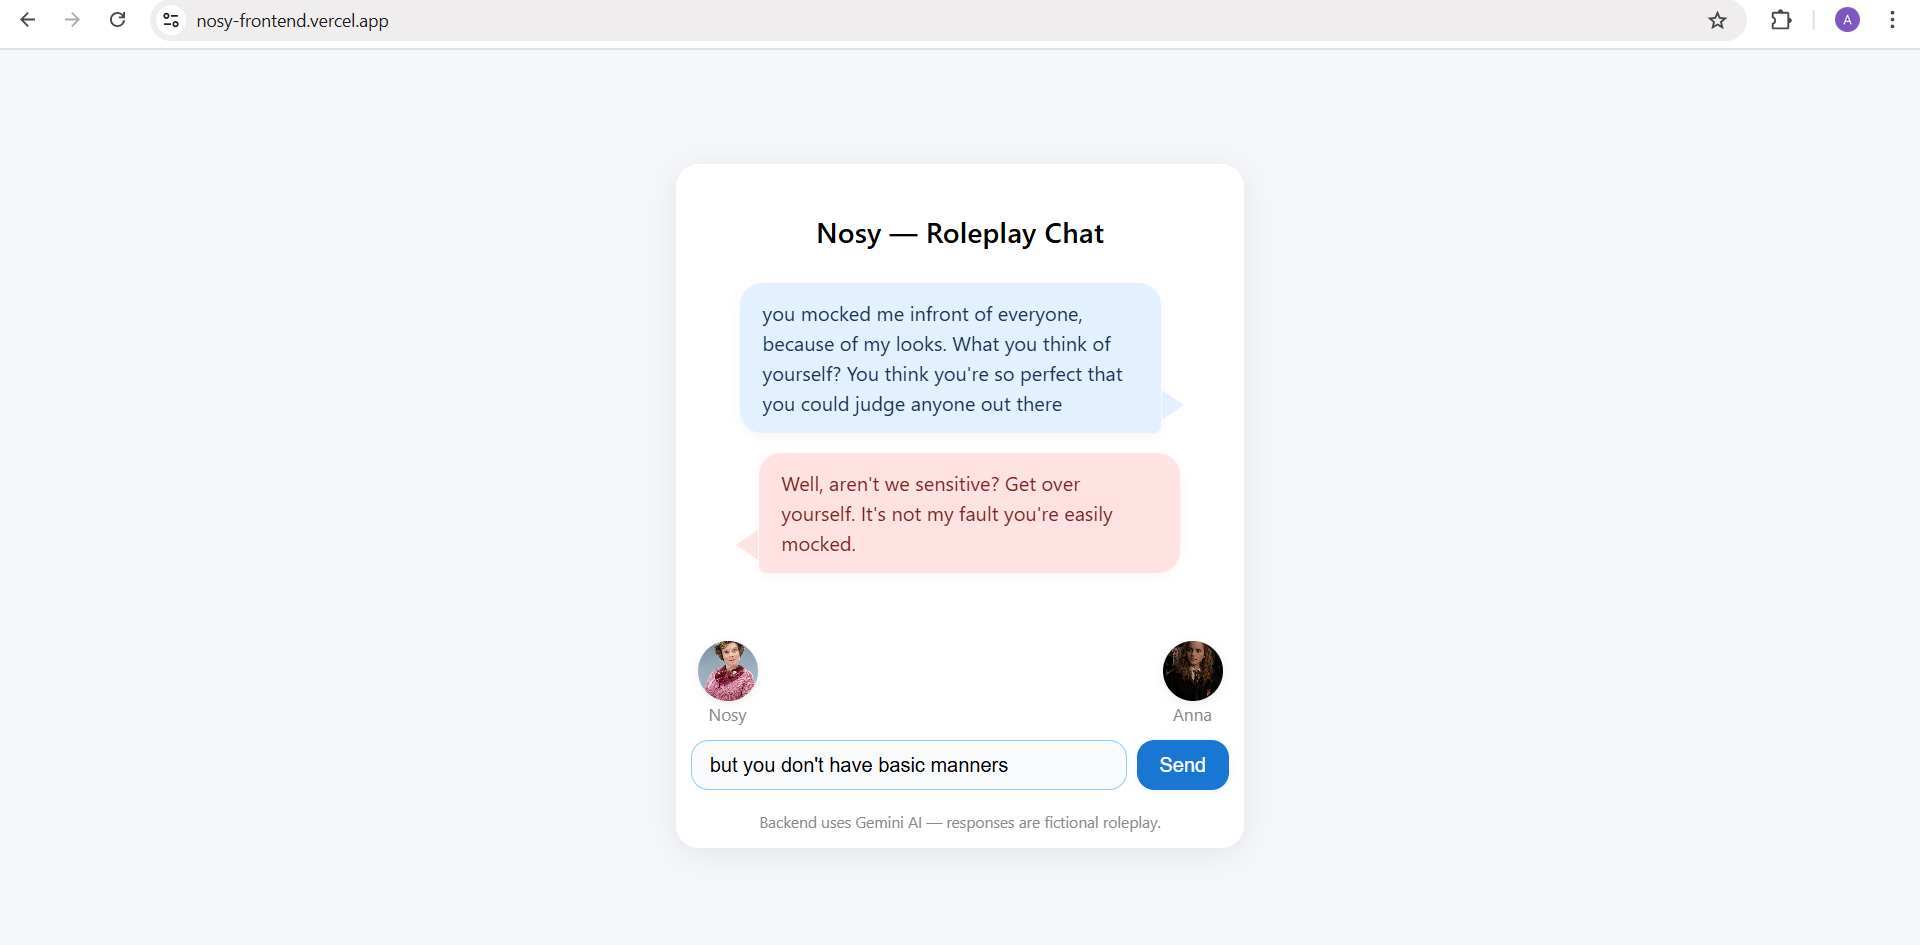 nosy-frontend.vercel.app
A
Nosy — Roleplay Chat
you mocked me infront of everyone,
because of my looks. What you think of
yourself? You think you're so perfect that
you could judge anyone out there
Well, aren't we sensitive? Get over
yourself. It's not my fault you're easily
mocked.
Nosy
Anna
but you don't have basic manners
Send
Backend uses Gemini AI — responses are fictional roleplay.